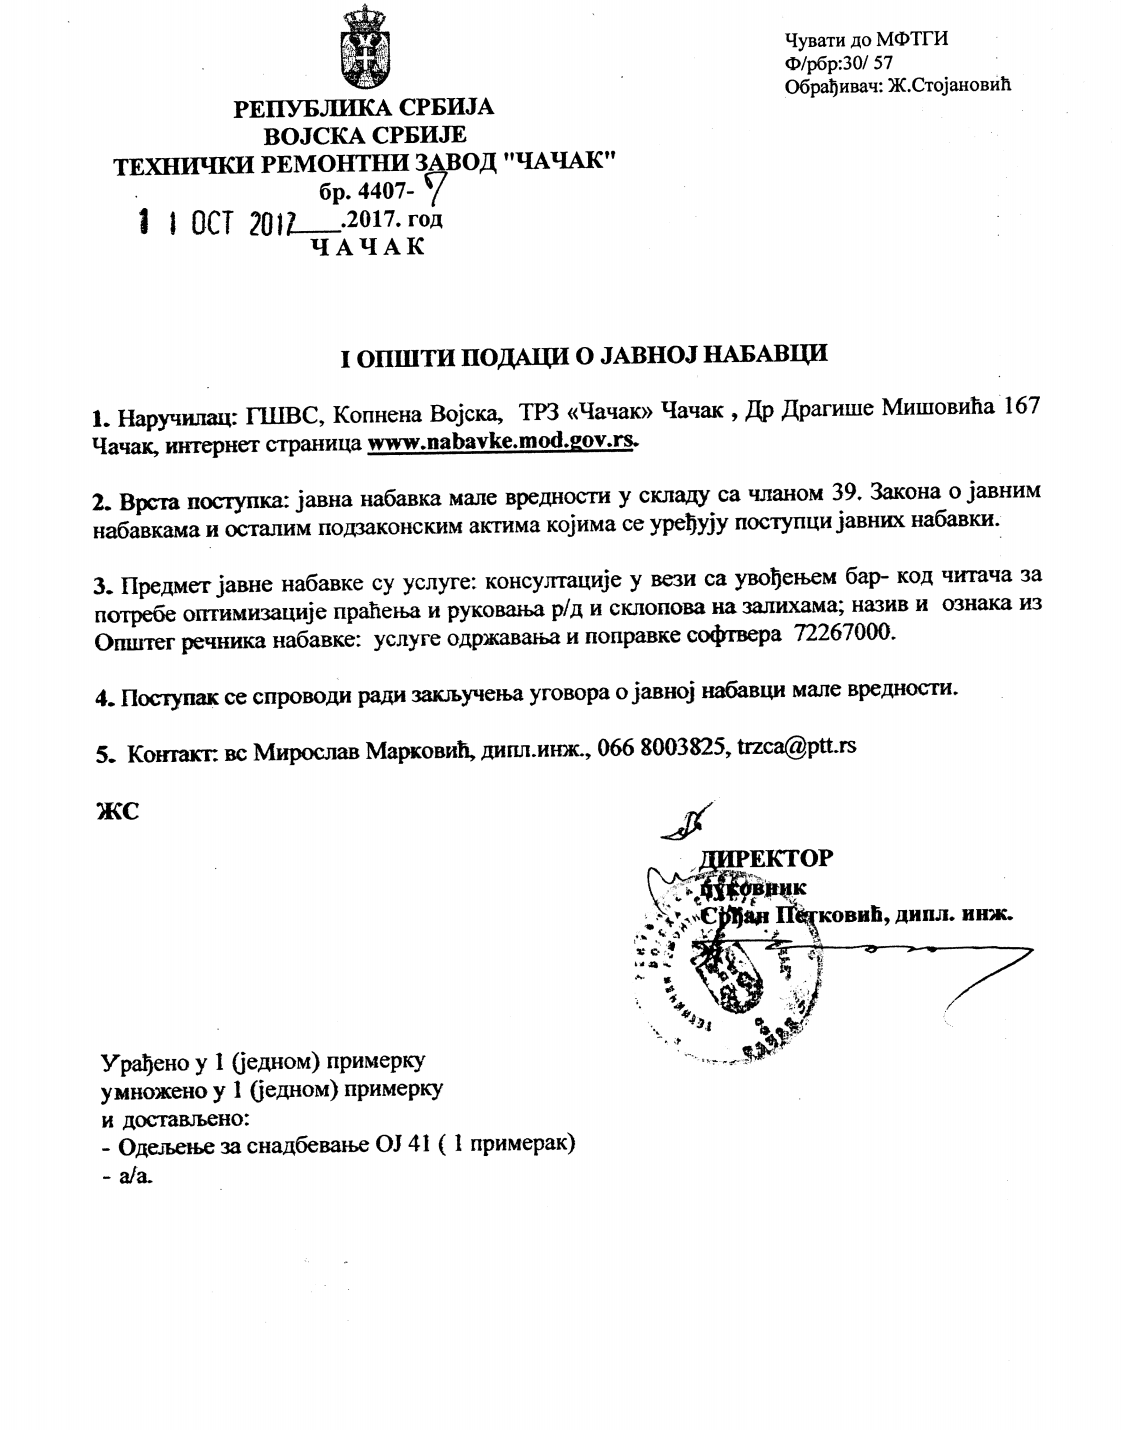 Чувати до МФТГИ
Ф/рбр:30/ 57
Обрађивач: Ж.Стојановић
РЕПУБЛИКА СРБИЈА
ВОЈСКА СРБИЈЕ
ТЕХНИЧКИ РЕМОНТНИ ЗАВОД "ЧАЧАК"
бр. 4407-
1 1 ОСТ 2017___.2017. год
Ч А Ч А К
I ОПШТИ ПОДАЦИ О ЈАВНОЈ НАБАВЦИ
1. Наручилац: ГШВС, Копнена Војска, ТРЗ «Чачак» Чачак , Др Драгише Мишовића 167
Чачак, интернет страница www.nabavke.mod.gov.rs.
2. Врста поступка: јавна набавка мале вредности у складу са чланом 39. Закона о јавним
набавкама и осталим подзаконским актима којима се уређују поступци јавних набавки.
3. Предмет јавне набавке су услуге: консултације у вези са увођењем бар- код читача за
потребе оптимизације праћења и руковања р/д и склопова на залихама; назив и ознака из
Општег речника набавке: услуге одржавања и поправке софтвера 72267000.
4. Поступак се спроводи ради закључења уговора о јавној набавци мале вредности.
5. Контакт: вс Мирослав Марковић, дипл.инж., 066 8003825, trzca@ptt.rs
ЖС
ДИРЕКТОР
пуковник
Срђан Петковић, дипл. инж.
Урађено у 1 (једном) примерку
умножено у 1 (једном) примерку
и достављено:
- Одељење за снадбевање ОЈ 41 ( 1 примерак)
- а/а.